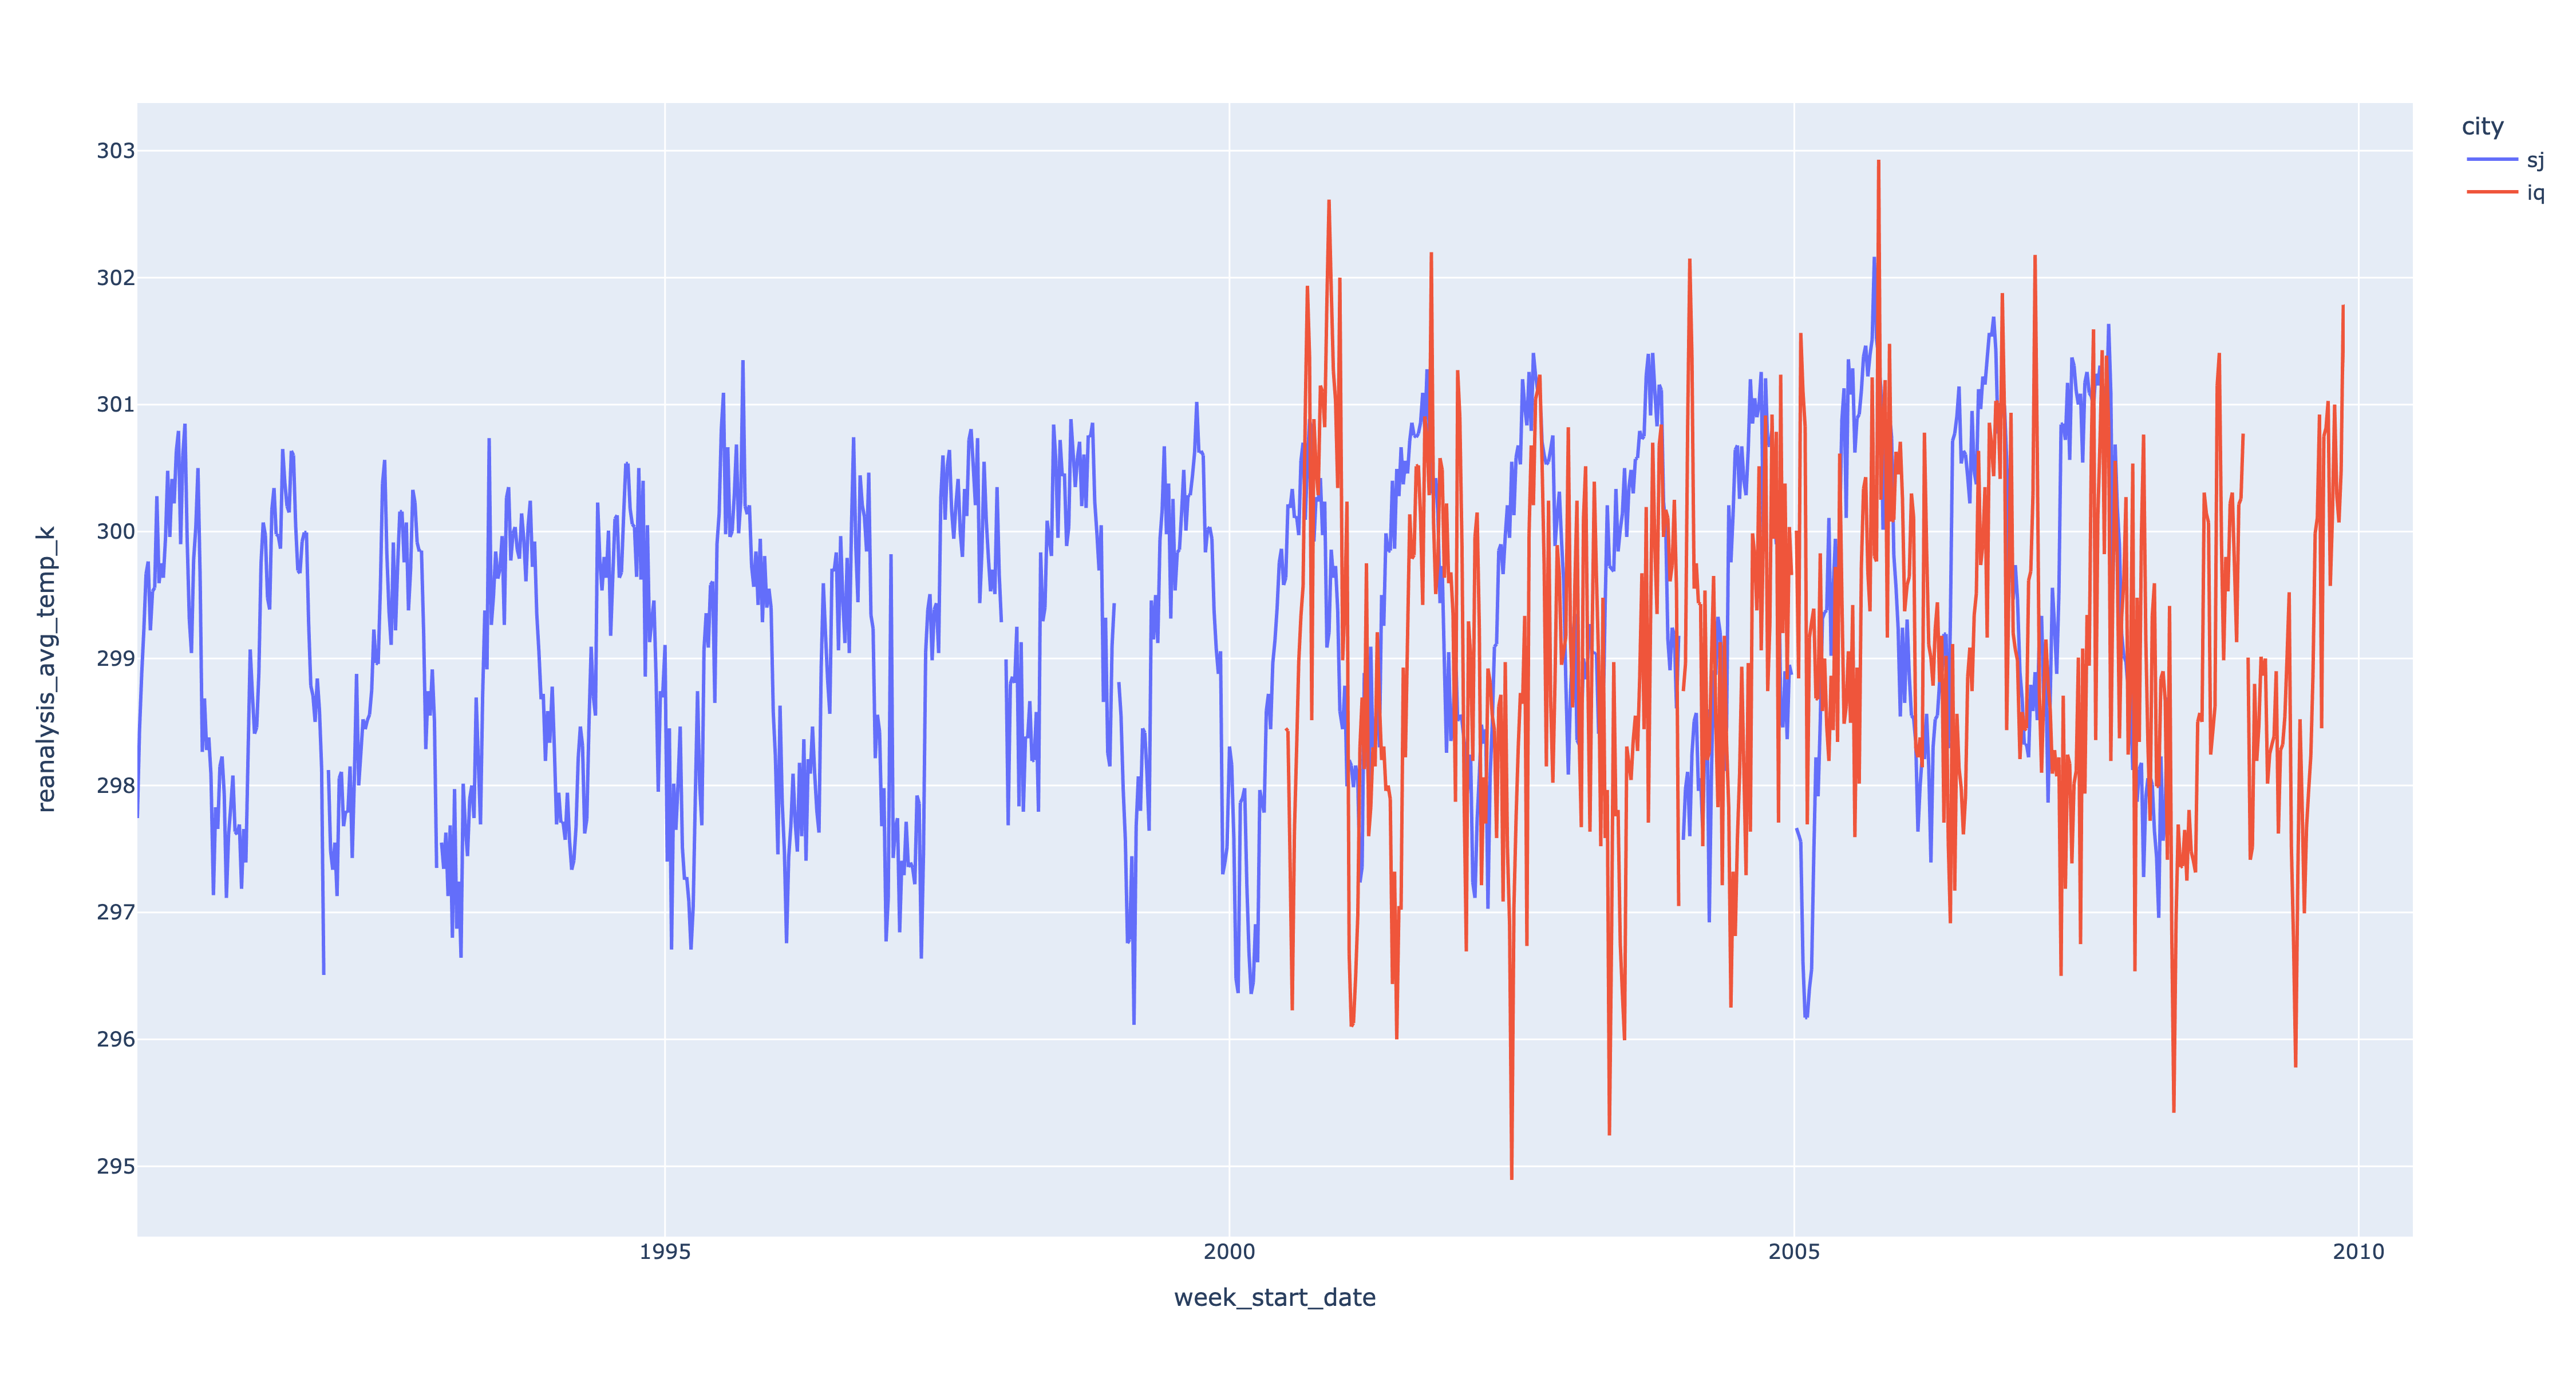 city
sj
iq
303
302
301
300
299
298
297
296
295
reanalysis_avg_temp_k
1995
2000
2005
2010
week_start_date